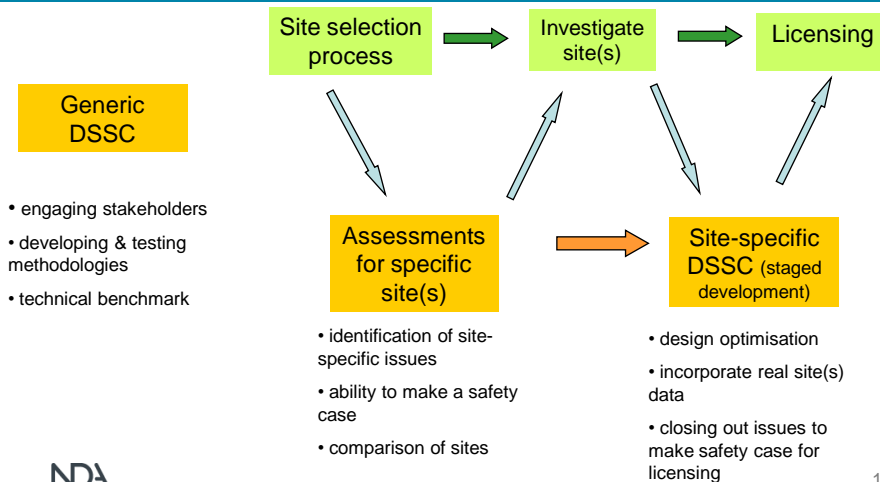 Site selection
process
Investigate
site(s)
Licensing
Generic
DSSC
• engaging stakeholders
• developing & testing
methodologies
• technical benchmark
Assessments
for specific
site(s)
• identification of site-
specific issues
• ability to make a safety
case
• comparison of sites
Site-specific
DSSC (staged
development)
• design optimisation
• incorporate real site(s)
data
• closing out issues to
make safety case for
licensing
NDA
1